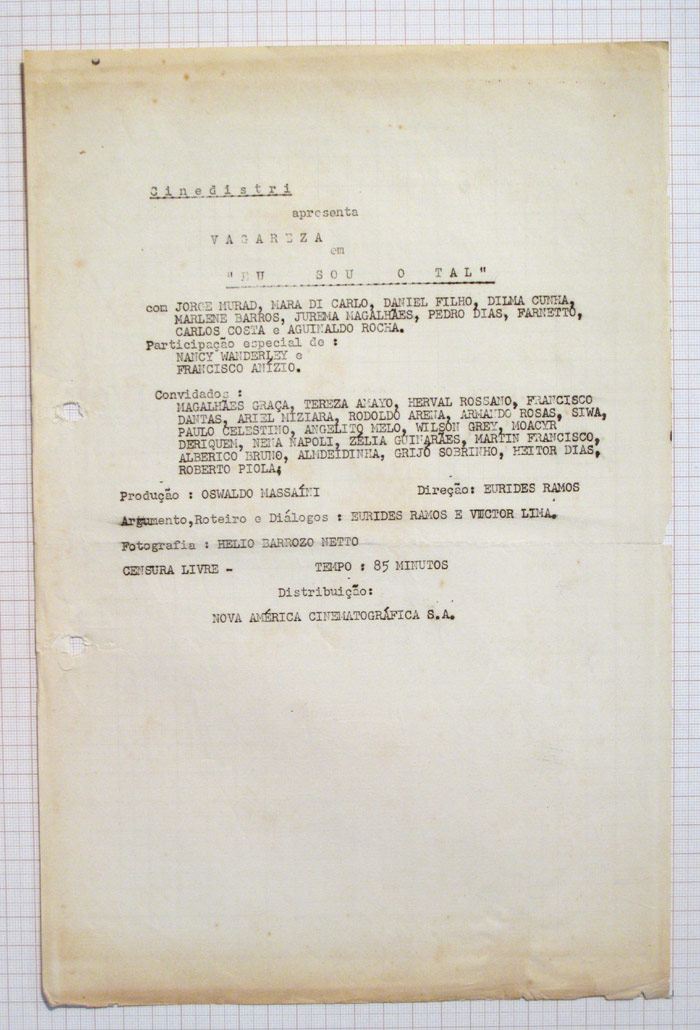 Cinedistri
apresenta
VAGAREZA
em
"EU SOU O TAL"
com JORGE MURAD, MARA DI CARLO, DANIEL FILHO, DILMA CUNHA,
MARLENE BARROS, JUREMA MAGALHÃES, PEDRO DIAS, FARNETTO,
CARLOS COSTA e AGUINALDO ROCHA.
Participação especial de :
NANCY WANDERLEY e
FRANCISCO ANÍZIO.
Convidados :
MAGALHÃES GRAÇA, TEREZA AMAYO, HERVAL ROSSANO, FRANCISCO
DANTAS, ARIEL MIZIARA, RODOLDO ARENA, ARMANDO ROSAS, SIWA,
PAULO CELESTINO, ANGELITO MELO, WILSON GREY, MOACYR
DERIQUEM, NENA NAPOLI, ZÉLIA GUIMARÃES, MARTIN FRANCISCO,
ALBERICO BRUNO, ALMDEIDINHA, GRIJÓ SOBRINHO, HEITOR DIAS,
ROBERTO PIOLA;
Produção : OSWALDO MASSAÍNI Direção: EURIDES RAMOS
Argumento,Roteiro e Diálogos : EURIDES RAMOS E VICTOR LIMA.
Fotografia : HELIO BARROZO NETTO
CENSURA LIVRE - TEMPO : 85 MINUTOS
Distribuição:
NOVA AMÉRICA CINEMATOGRÁFICA S.A.